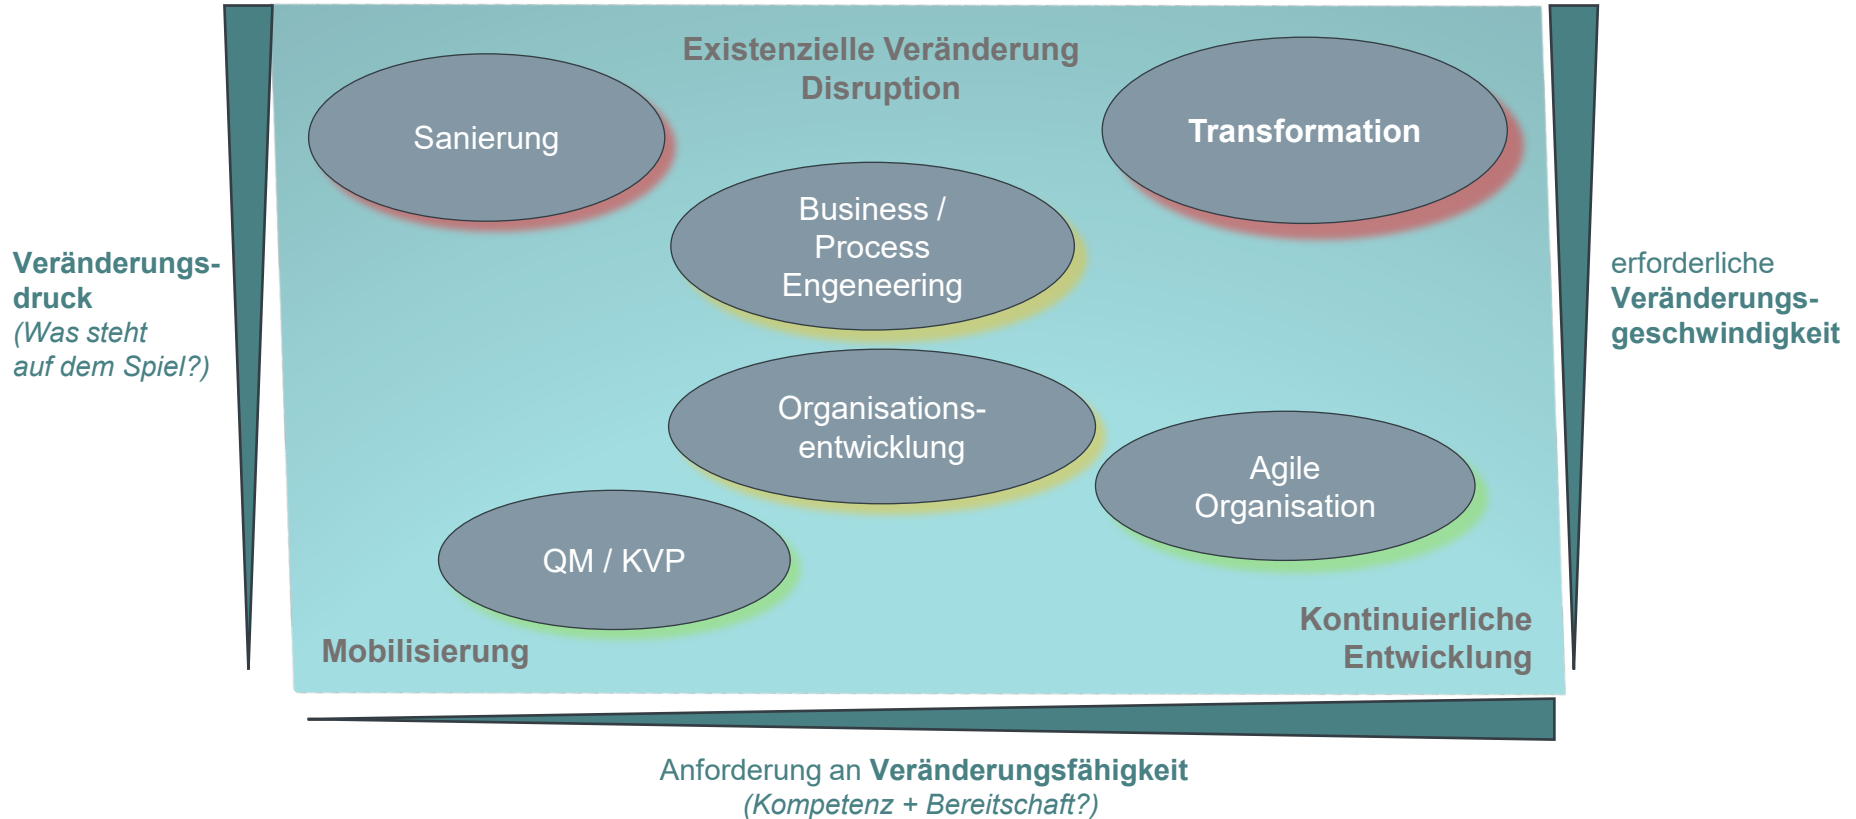 Existenzielle Veränderung
Disruption
Sanierung
Transformation
Business /
Process
Engeneering
Veränderungs-
druck
(Was steht
auf dem Spiel?)
erforderliche
Veränderungs-
geschwindigkeit
Organisations-
entwicklung
Agile
Organisation
QM / KVP
Mobilisierung
Kontinuierliche
Entwicklung
Anforderung an Veränderungsfähigkeit
(Kompetenz + Bereitschaft?)